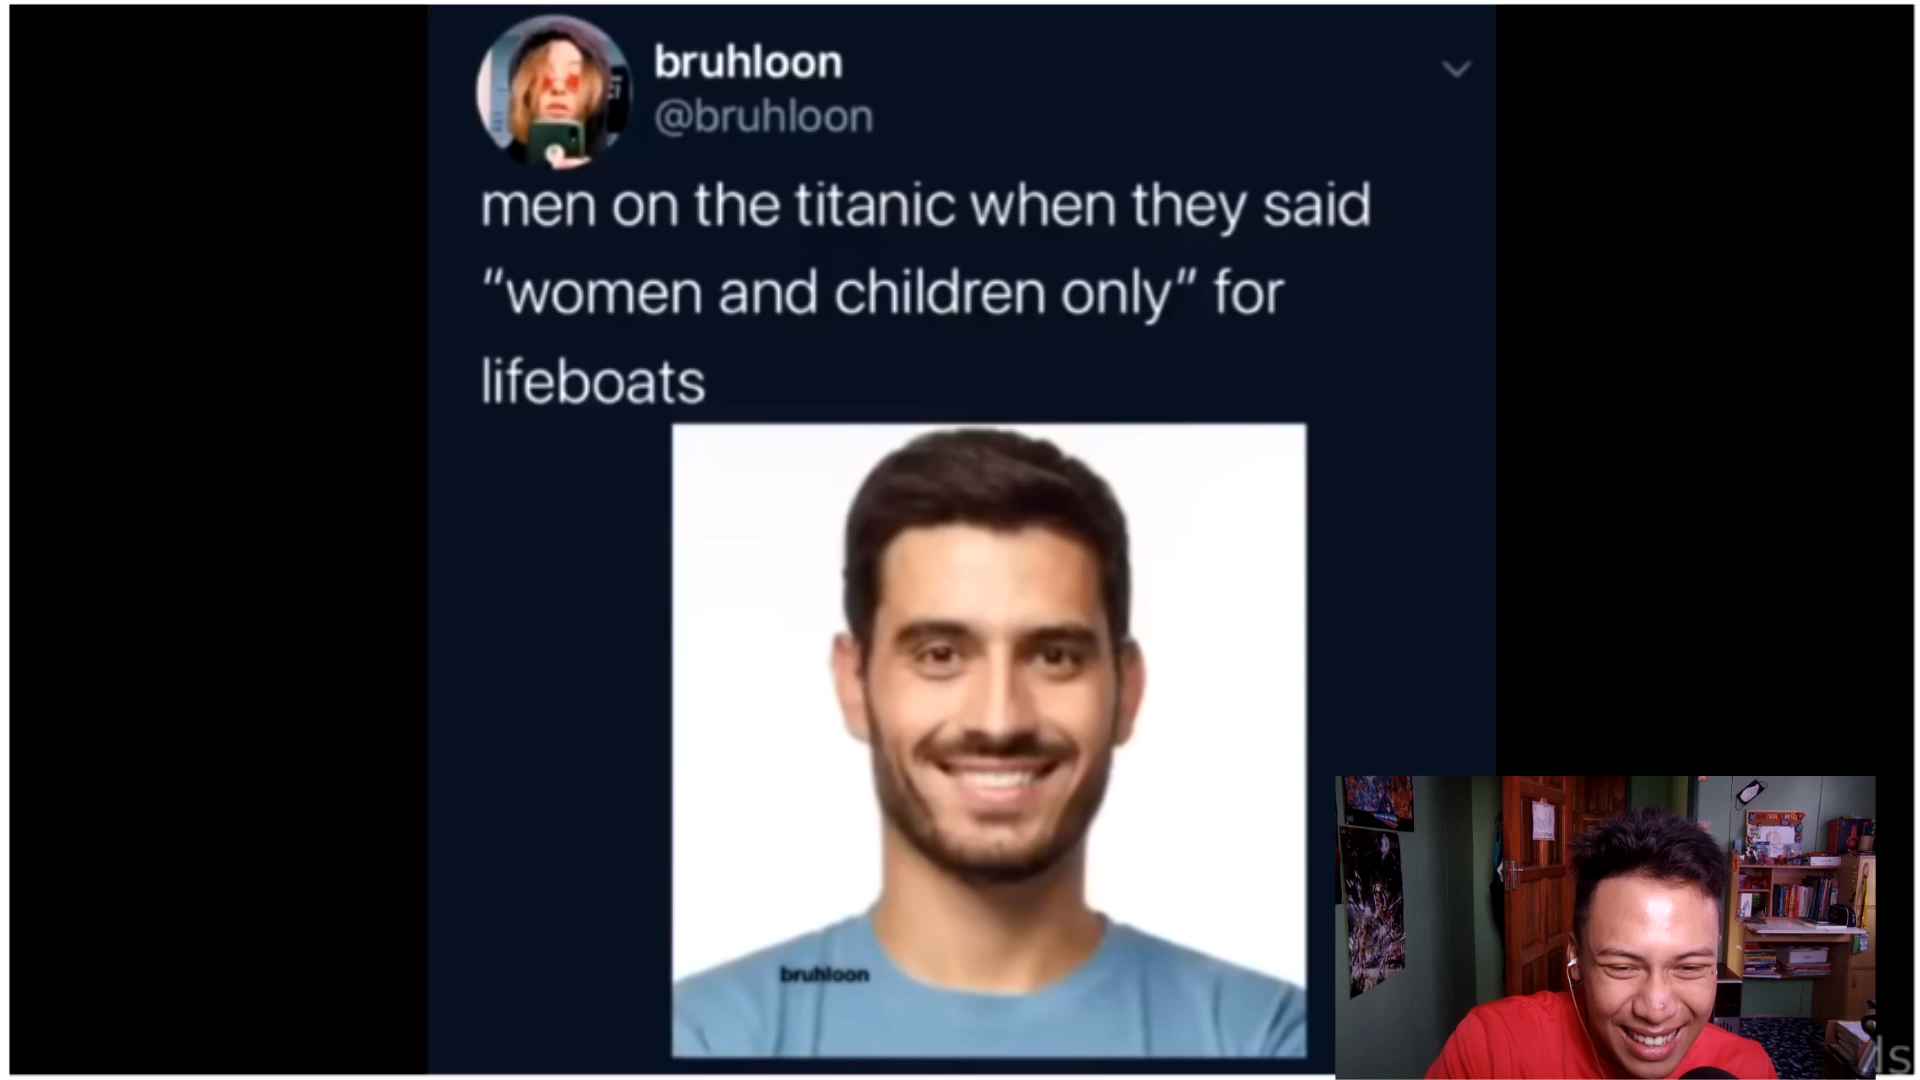 bruhloon
@bruhloon
men on the titanic when they said
“women and children only” for
lifeboats
bruhloon